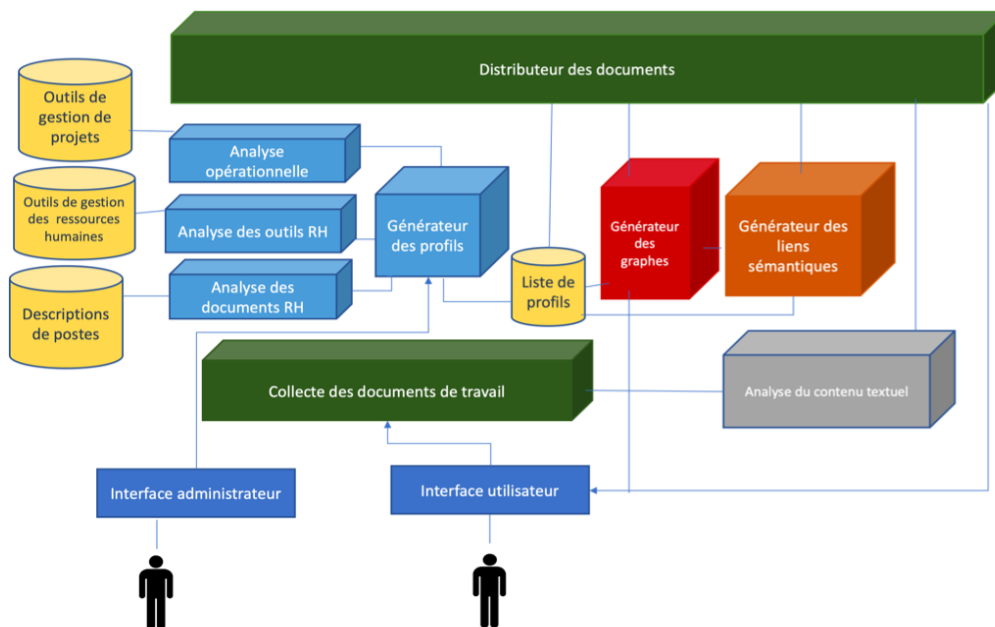 Distributeur des documents
Outils de
gestion de
projets
Analyse
opérationnelle
Outils de gestion
des ressources
humaines
Analyse des outils RH
Générateur
des profils
Générateur
des
graphes
Générateur des
liens
sémantiques
Descriptions
de postes
Analyse des
documents RH
Liste de
profils
Collecte des documents de travail
Analyse du contenu textuel
Interface administrateur
Interface utilisateur